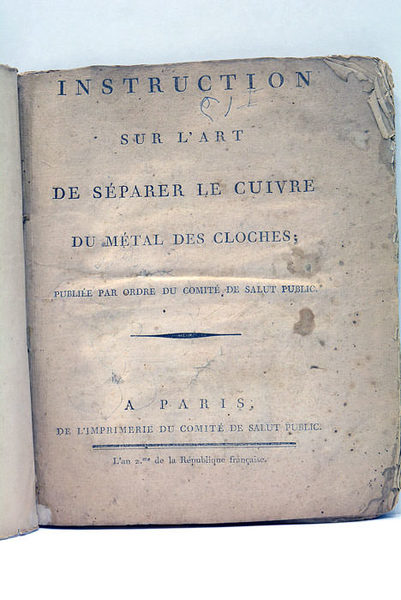 INSTRUCTION
SUR L'ART
DE SÉPARER LE CUIVRE
DU MÉTAL DES CLOCHES;
PUBLIÉE PAR ORDRE DU COMITÉ DE SALUT PUBLIC.
A PARIS,
DE L'IMPRIMERIE DU COMITÉ DE SALUT PUBLIC.
L'an 2.me de la République française.